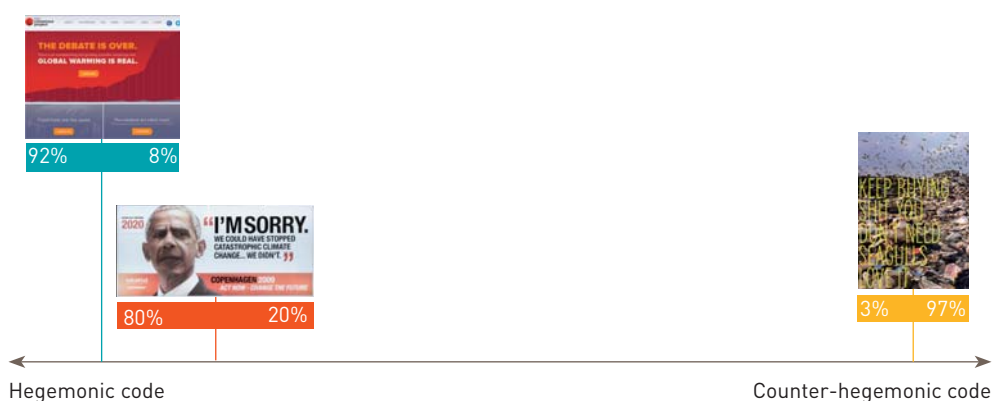 THE DEBATE IS OVER.
GLOBAL WARMING IS REAL.
92% 8%
2020
“I’M SORRY.
WE COULD HAVE STOPPED
CATASTROPHIC CLIMATE
CHANGE... WE DIDN’T.”
COPENHAGEN 2009
ACT NOW - CHANGE THE FUTURE
80% 20%
KEEP BUYING
SHIT YOU
DON'T NEED
SEAGULLS
LOVE IT
3% 97%
Hegemonic code
Counter-hegemonic code